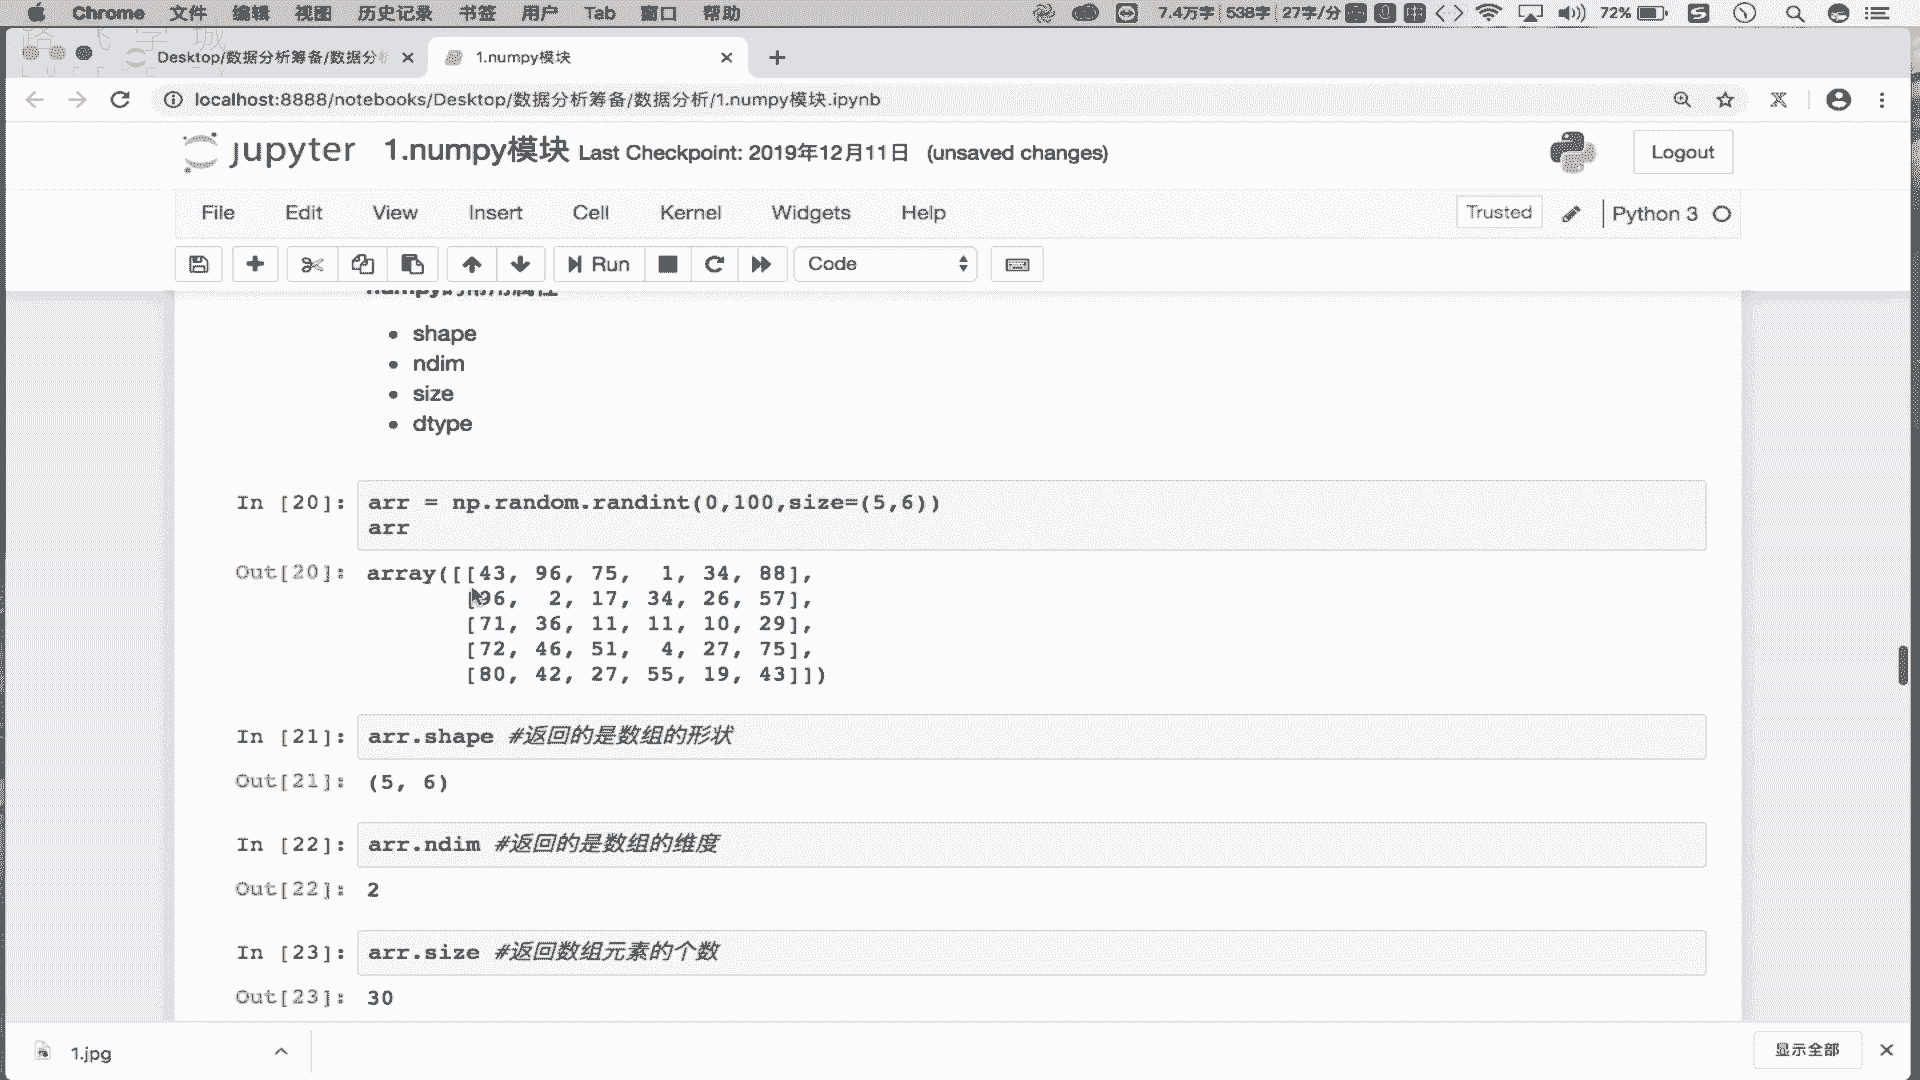 Chrome 文件 编辑 视图 历史记录 书签 用户 Tab 窗口 帮助 7.4万字 538字 27字/分 72%
Desktop/数据分析筹备/数据分析 1.numpy模块
localhost:8888/notebooks/Desktop/数据分析筹备/数据分析/1.numpy模块.ipynb
jupyter 1.numpy模块 Last Checkpoint: 2019年12月11日 (unsaved changes) Logout
File Edit View Insert Cell Kernel Widgets Help Trusted Python 3
Run Code
shape
ndim
size
dtype
In [20]: arr = np.random.randint(0,100,size=(5,6))
arr
Out[20]: array([[43, 96, 75,  1, 34, 88],
[96,  2, 17, 34, 26, 57],
[71, 36, 11, 11, 10, 29],
[72, 46, 51,  4, 27, 75],
[80, 42, 27, 55, 19, 43]])
In [21]: arr.shape #返回的是数组的形状
Out[21]: (5, 6)
In [22]: arr.ndim #返回的是数组的维度
Out[22]: 2
In [23]: arr.size #返回数组元素的个数
Out[23]: 30
1.jpg 显示全部